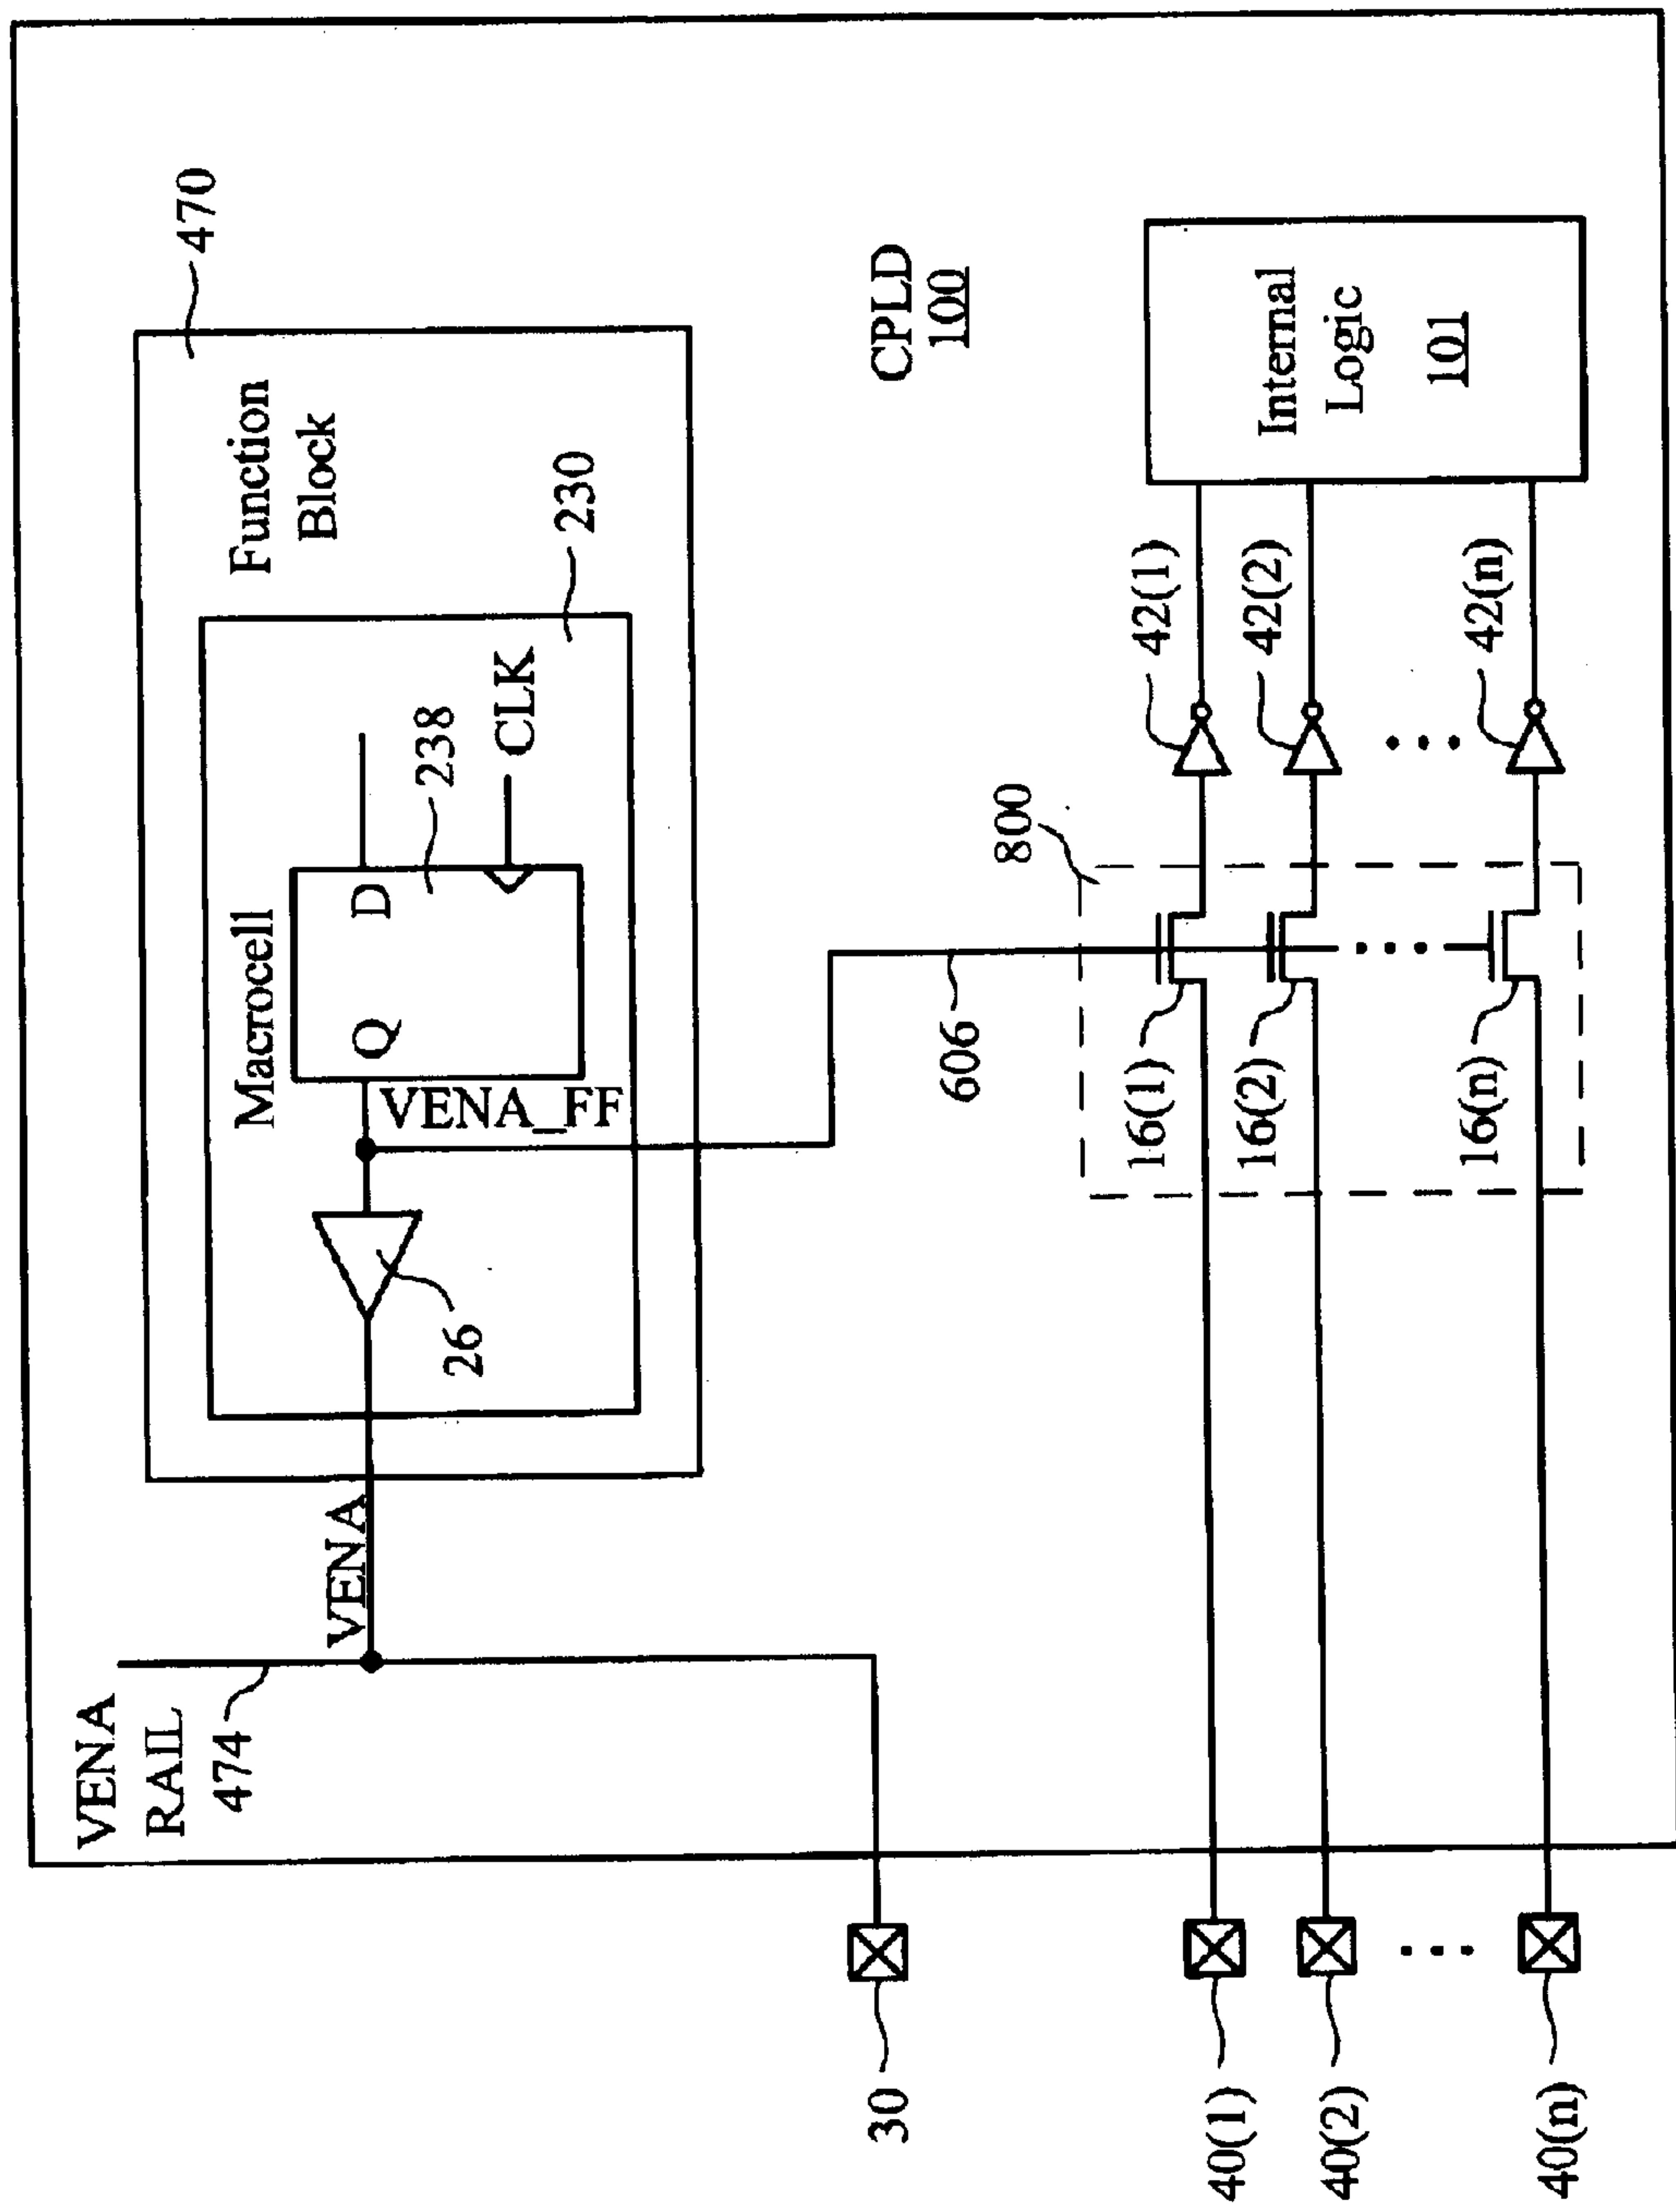 VENA
RAIL
474
VENA
470
Function
Block
Macrocell
Q
D
238
CLK
230
VENA_FF
26
CPLD
100
30
606
800
16(1)
16(2)
16(n)
42(1)
42(2)
42(n)
Internal
Logic
101
40(1)
40(2)
40(n)